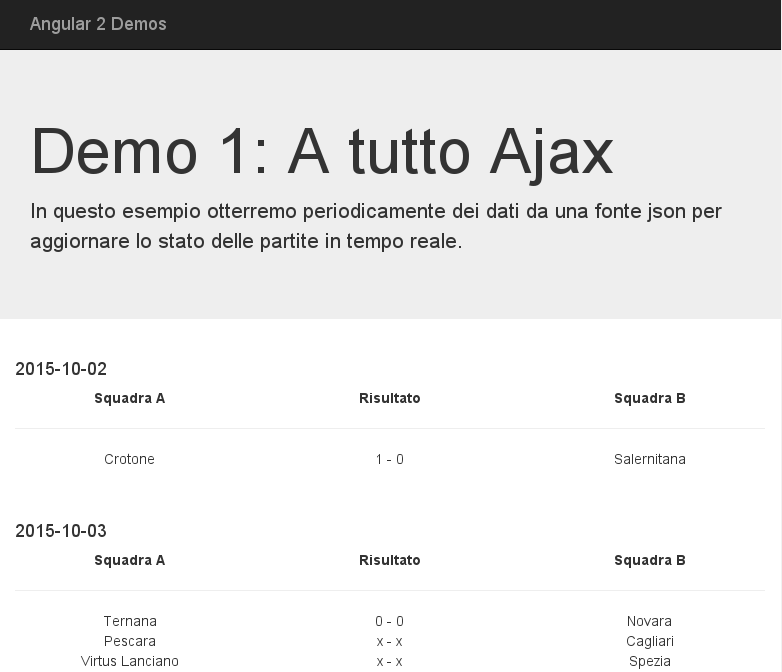 Angular 2 Demos
Demo 1: A tutto Ajax
In questo esempio otterremo periodicamente dei dati da una fonte json per
aggiornare lo stato delle partite in tempo reale.
2015-10-02
Squadra A Risultato Squadra B
Crotone 1 - 0 Salernitana
2015-10-03
Squadra A Risultato Squadra B
Ternana 0 - 0 Novara
Pescara x - x Cagliari
Virtus Lanciano x - x Spezia